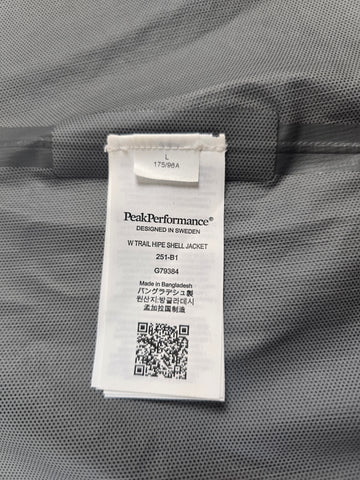 L
175/96A
PeakPerformance®
DESIGNED IN SWEDEN
W TRAIL HIPE SHELL JACKET
251-B1
G79384
Made in Bangladesh
バングラデシュ製
원산지:방글라데시
孟加拉国制造